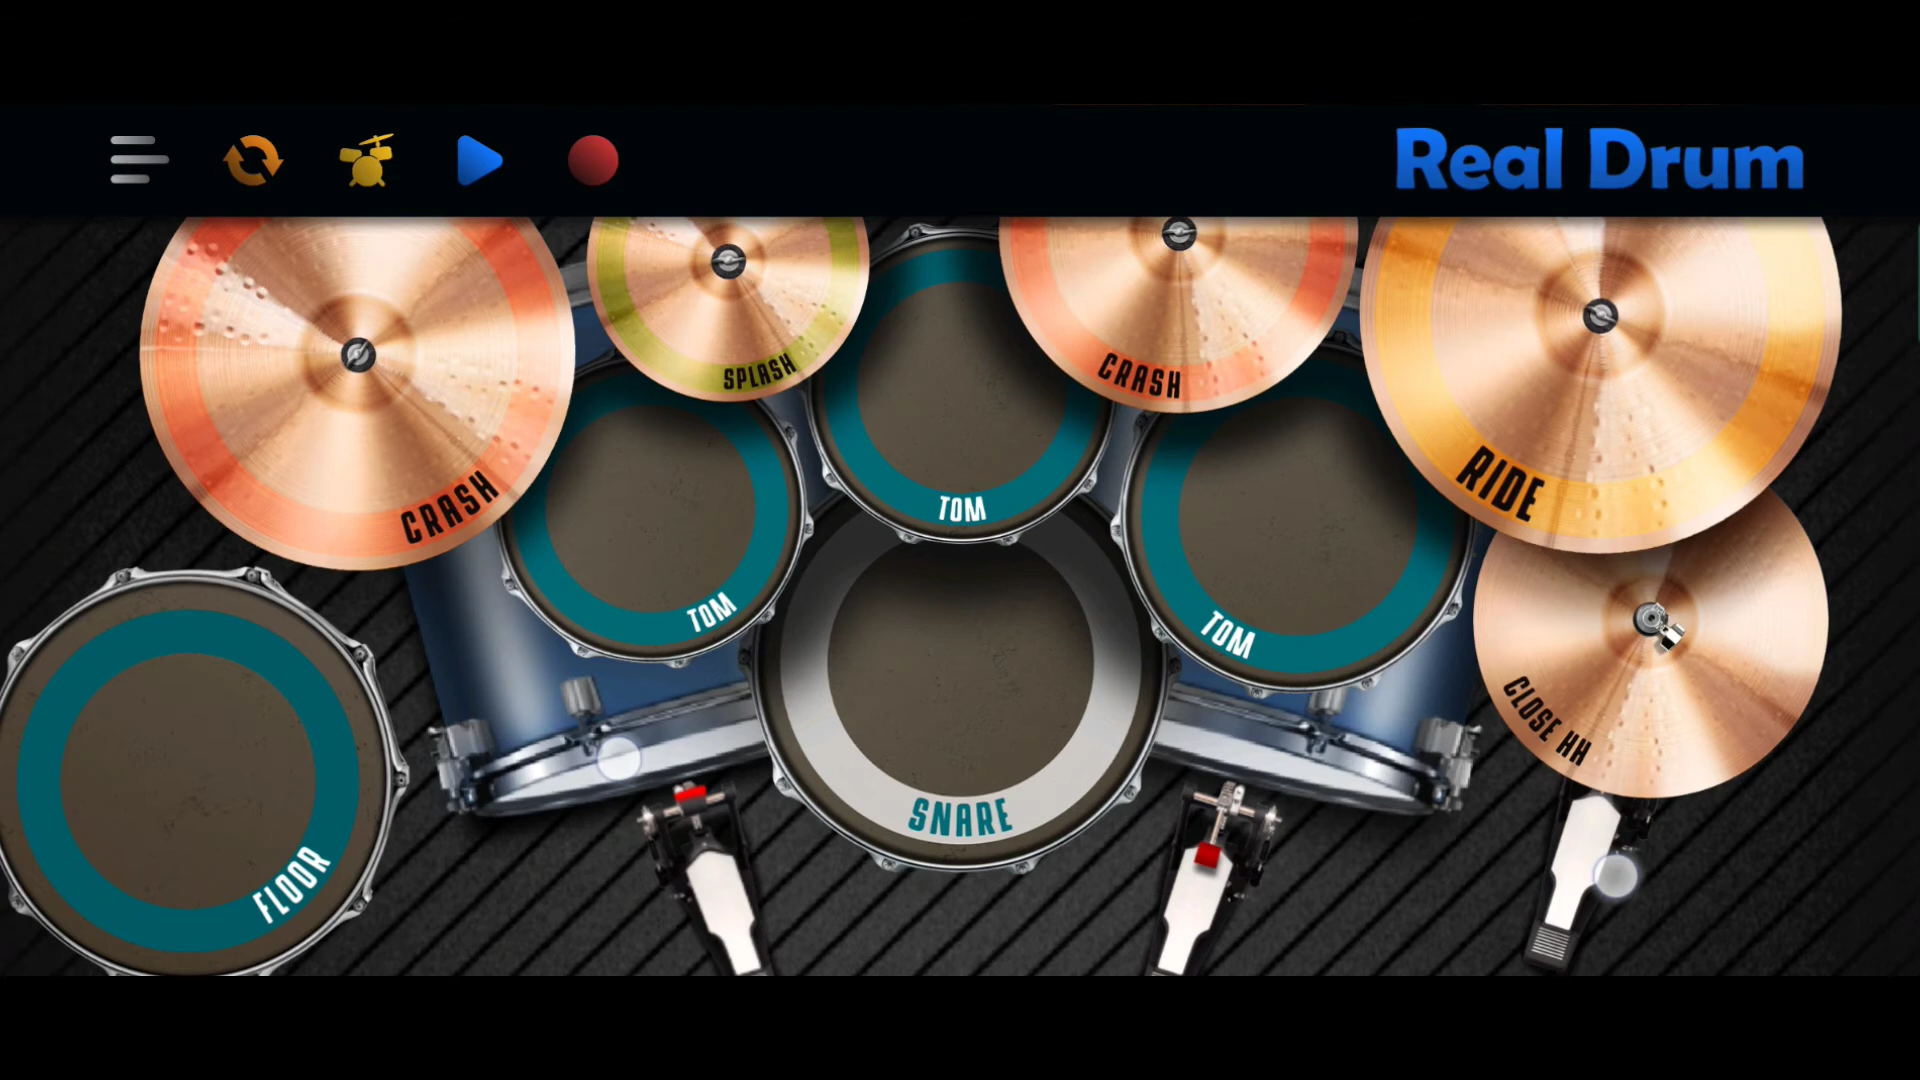 Real Drum
CRASH
SPLASH
CRASH
RIDE
TOM
TOM
TOM
CLOSE HH
SNARE
FLOOR